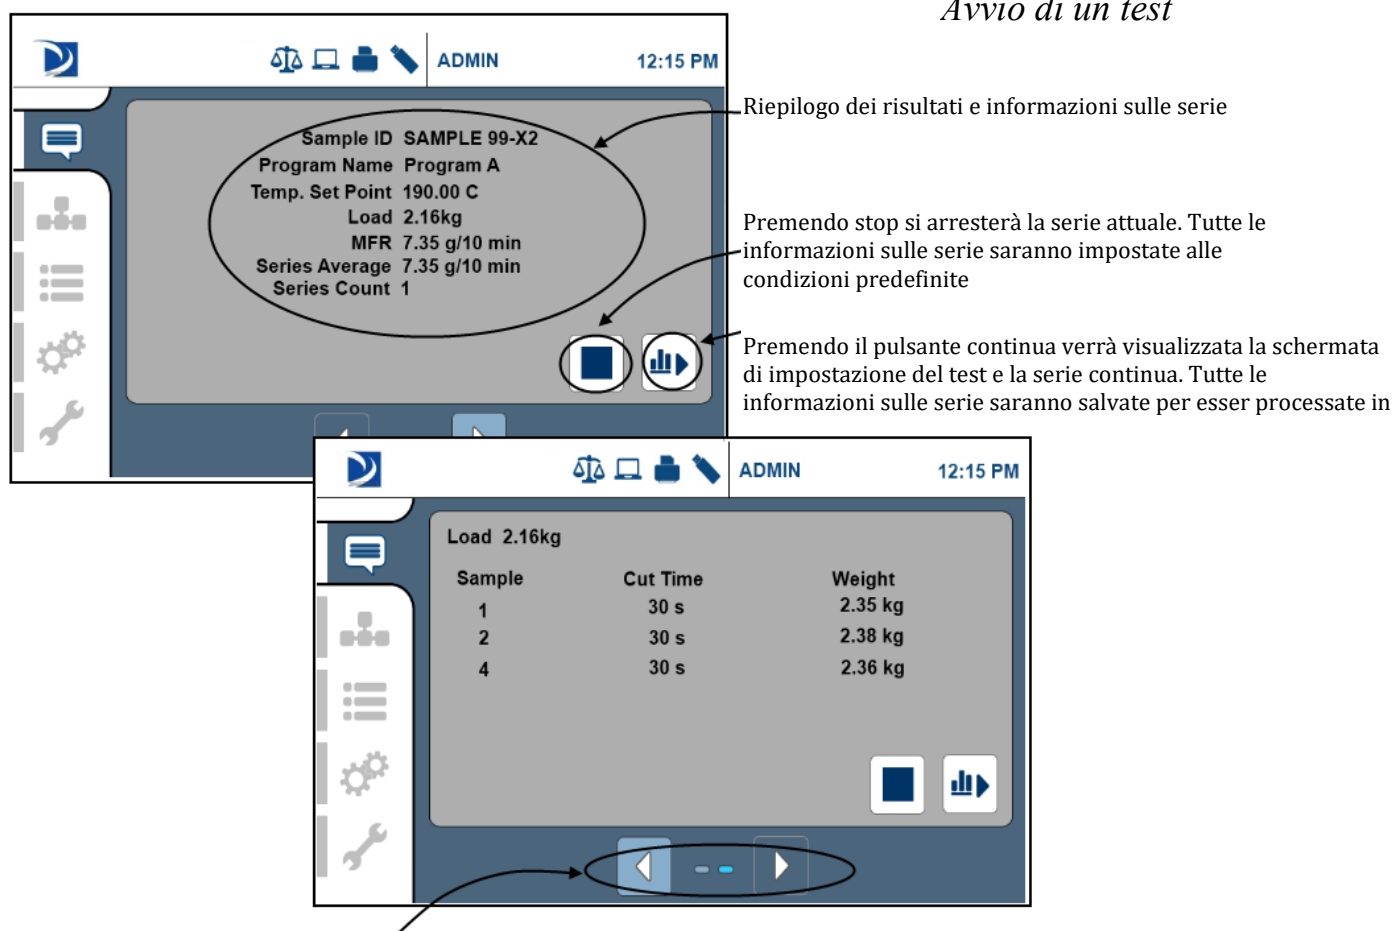 Avvio di un test
ADMIN
12:15 PM
Sample ID SAMPLE 99-X2
Program Name Program A
Temp. Set Point 190.00 C
Load 2.16kg
MFR 7.35 g/10 min
Series Average 7.35 g/10 min
Series Count 1
Riepilogo dei risultati e informazioni sulle serie
Premendo stop si arresterà la serie attuale. Tutte le
informazioni sulle serie saranno impostate alle
condizioni predefinite
Premendo il pulsante continua verrà visualizzata la schermata
di impostazione del test e la serie continua. Tutte le
informazioni sulle serie saranno salvate per esser processate in
ADMIN
12:15 PM
Load 2.16kg
Sample Cut Time Weight
1 30 s 2.35 kg
2 30 s 2.38 kg
4 30 s 2.36 kg